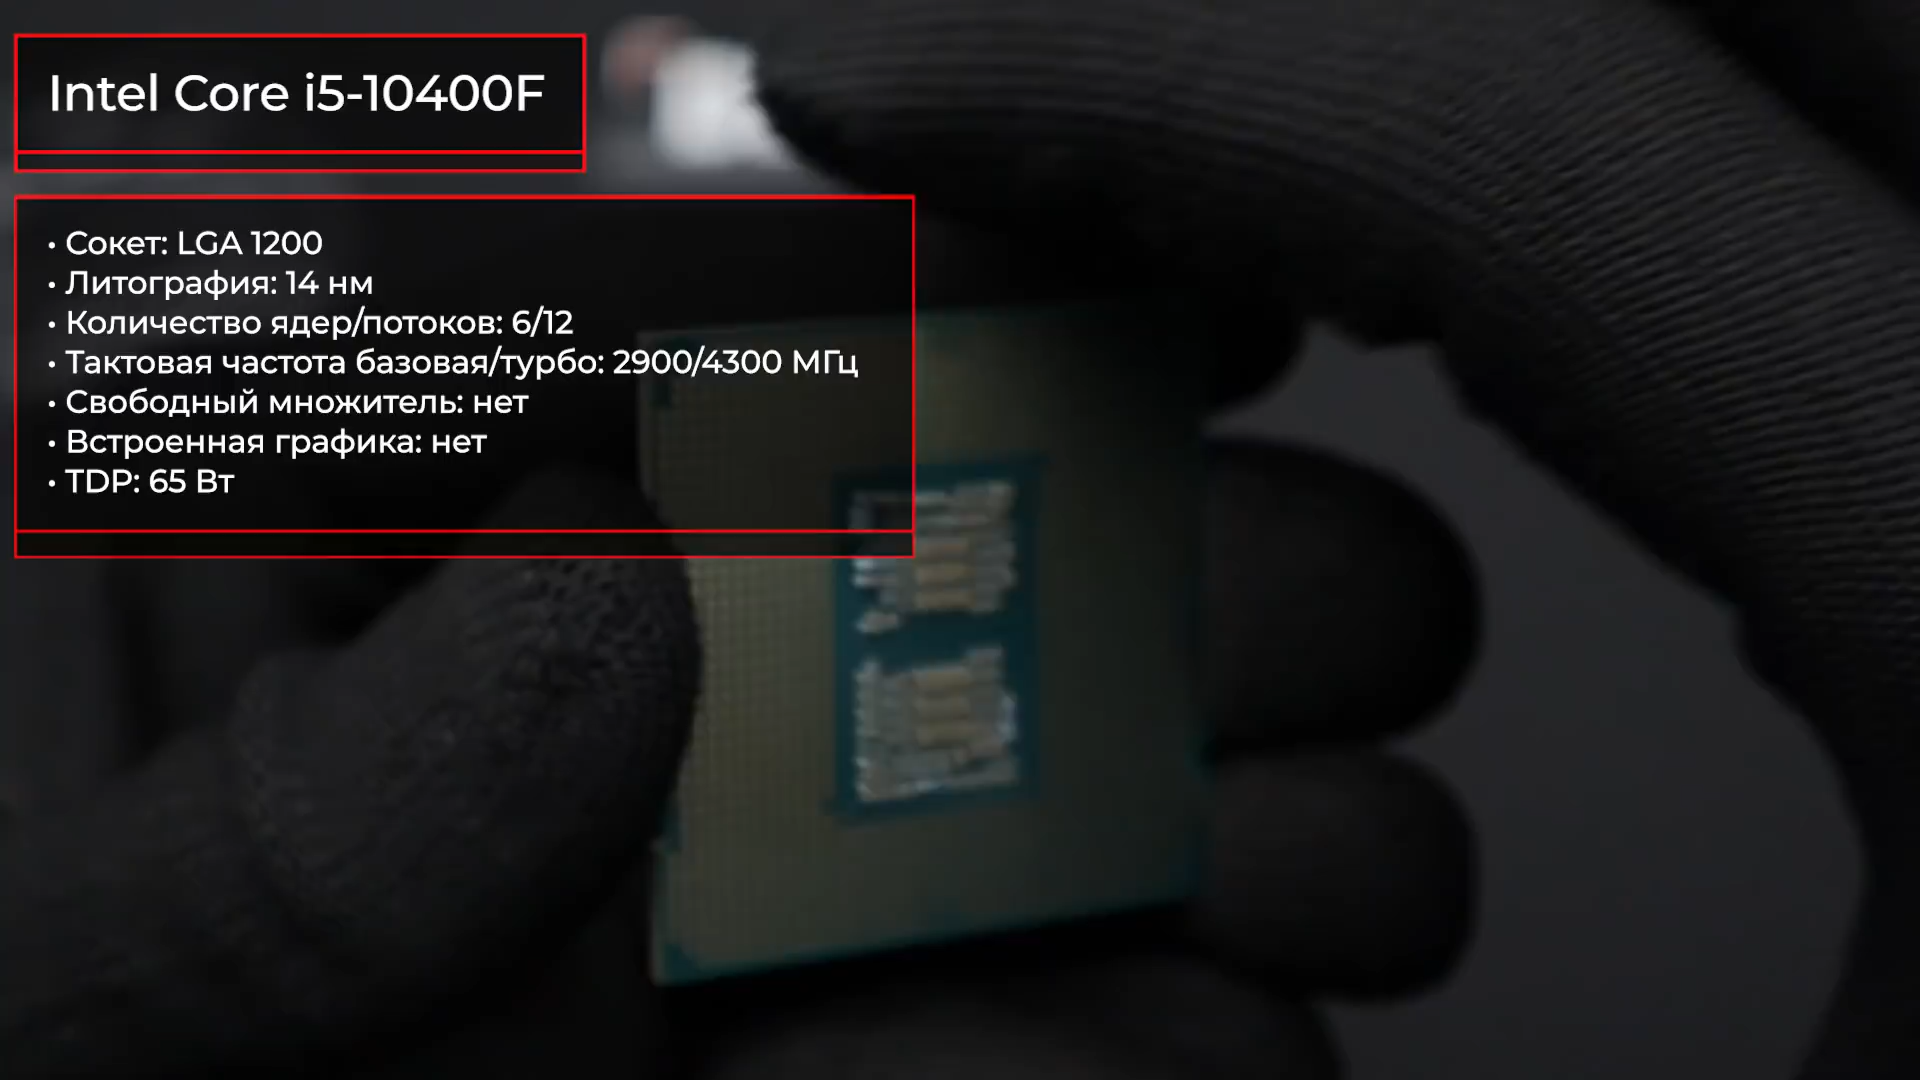 Intel Core i5-10400F
• Сокет: LGA 1200
• Литография: 14 нм
• Количество ядер/потоков: 6/12
• Тактовая частота базовая/турбо: 2900/4300 МГц
• Свободный множитель: нет
• Встроенная графика: нет
• TDP: 65 Вт